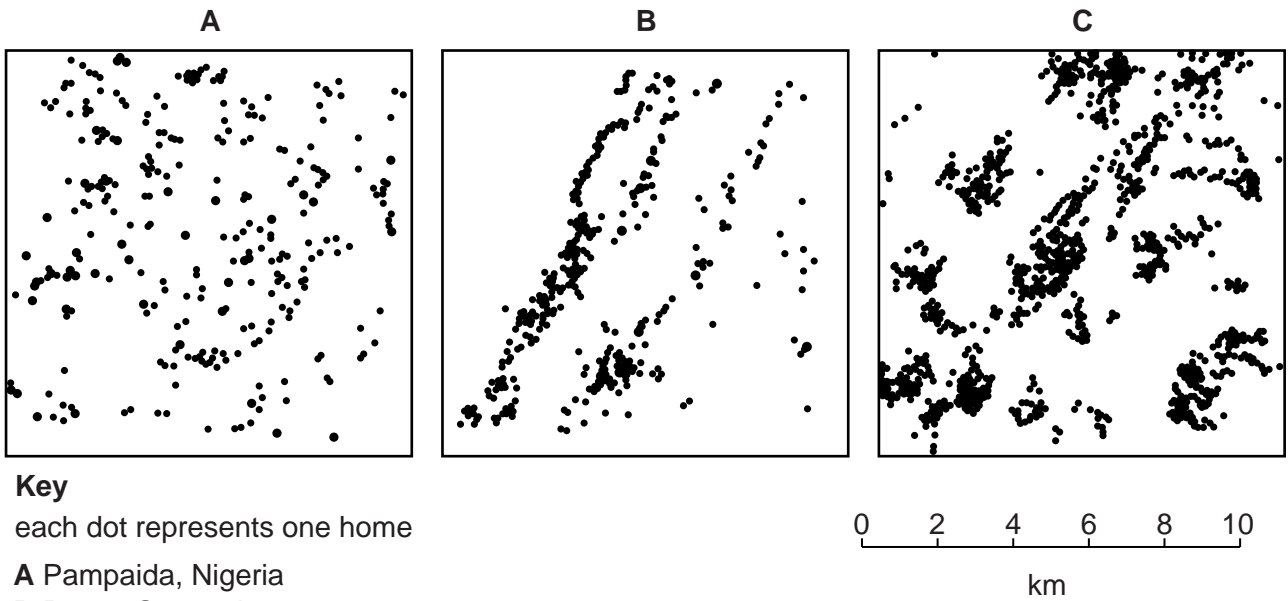 A B C
Key
each dot represents one home
A Pampaida, Nigeria
0 2 4 6 8 10
km